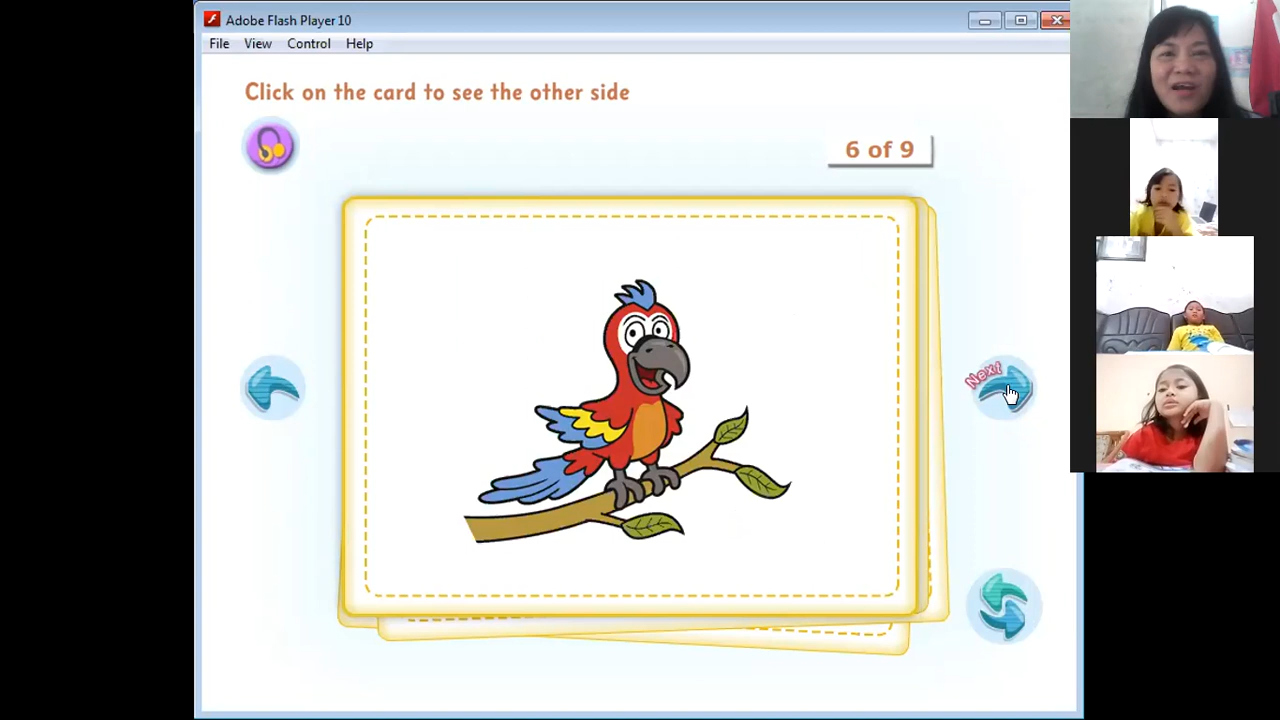 Adobe Flash Player 10
File View Control Help
Click on the card to see the other side
6 of 9
Next